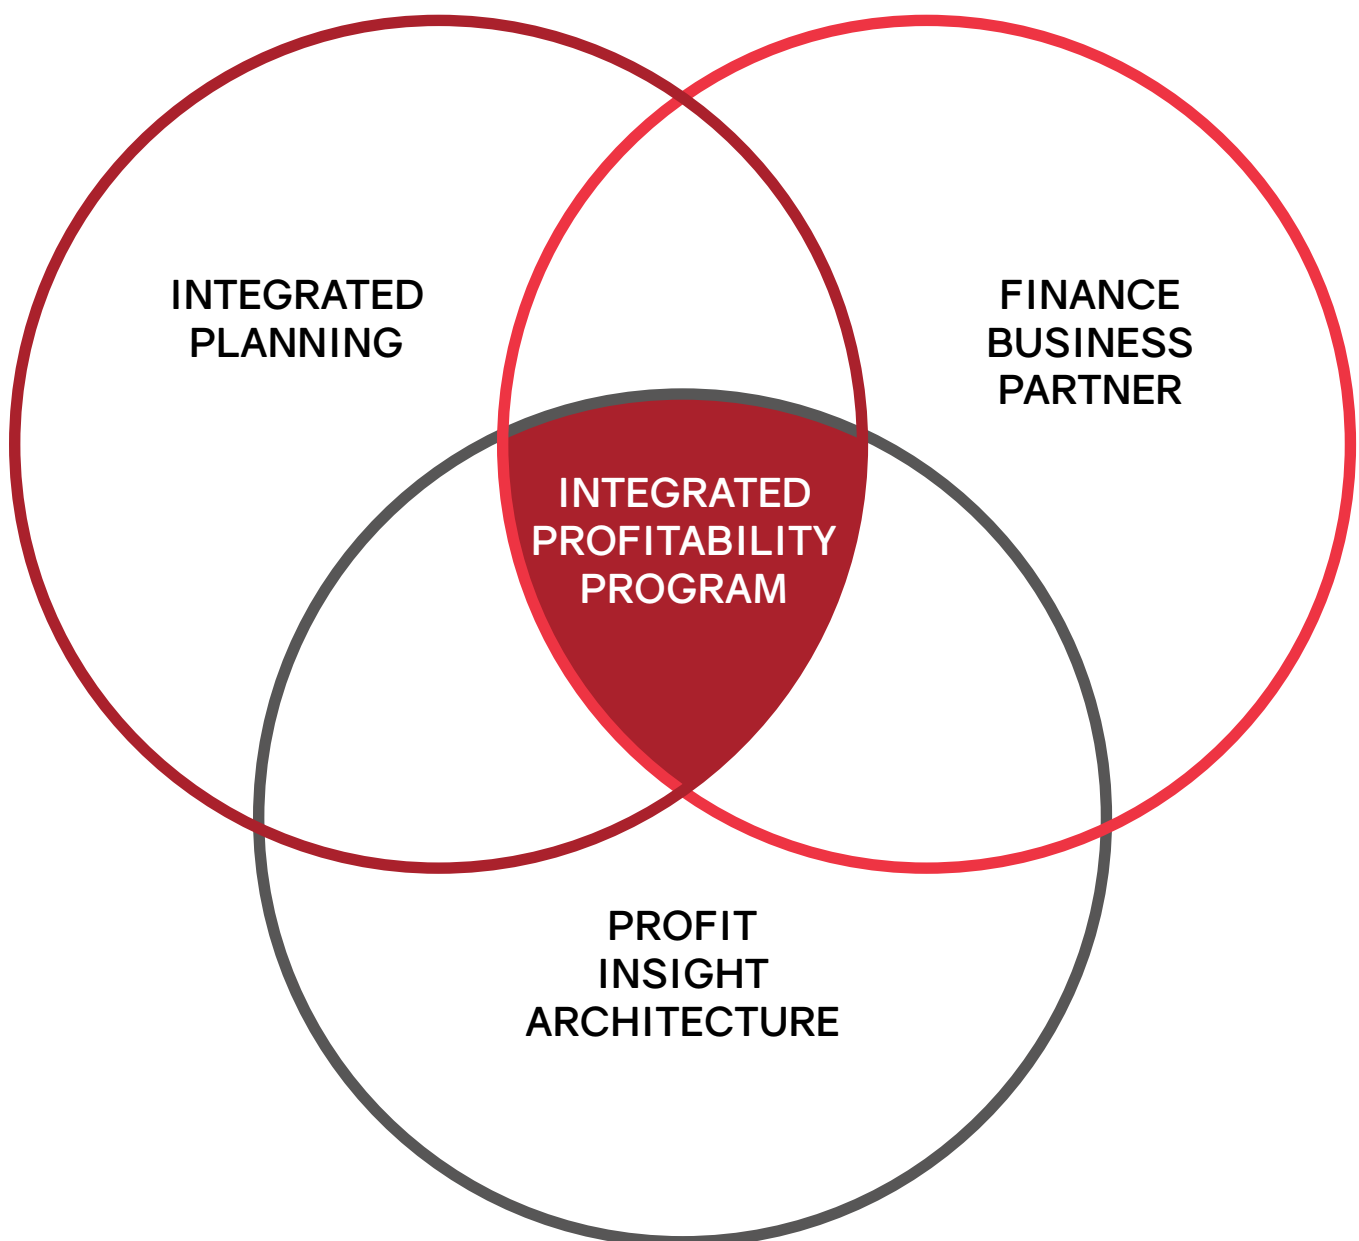 INTEGRATED
PLANNING
FINANCE
BUSINESS
PARTNER
INTEGRATED
PROFITABILITY
PROGRAM
PROFIT
INSIGHT
ARCHITECTURE